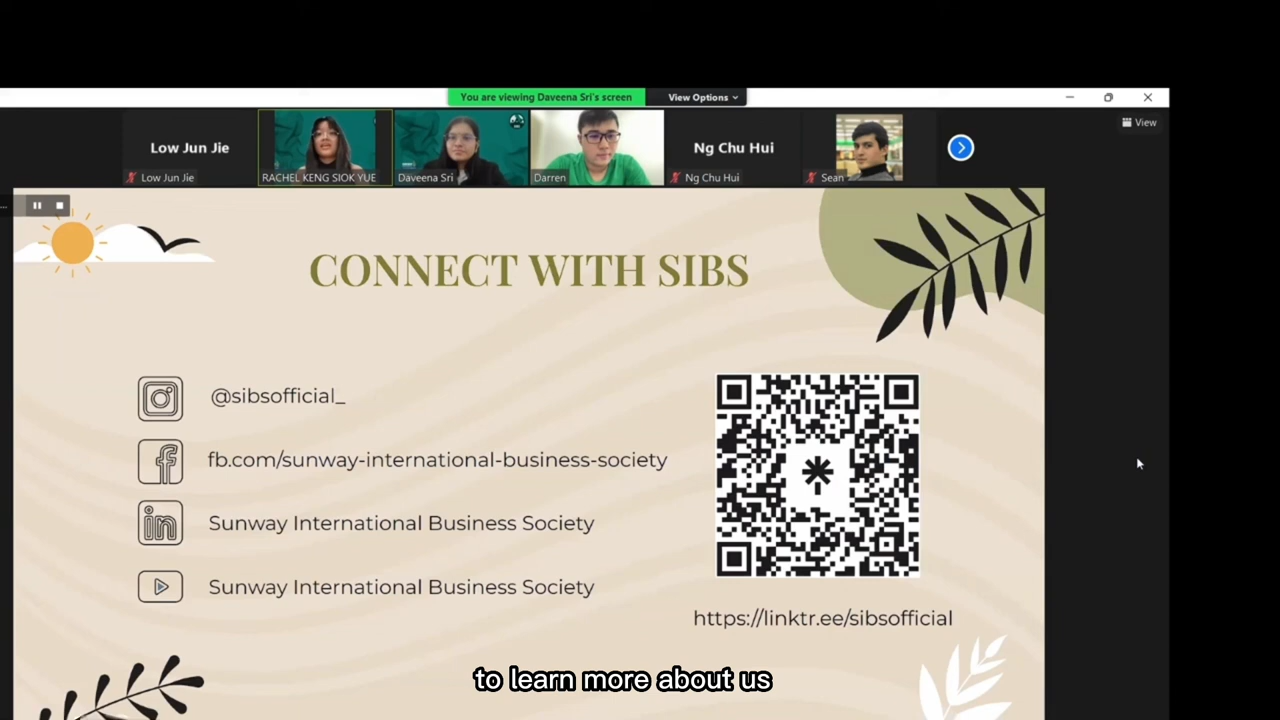 You are viewing Daveena Sri's screen
View Options
View
Low Jun Jie
Ng Chu Hui
Low Jun Jie
RACHEL KENG SIOK YUE
Daveena Sri
Darren
Ng Chu Hui
Sean
CONNECT WITH SIBS
@sibsofficial_
fb.com/sunway-international-business-society
Sunway International Business Society
Sunway International Business Society
https://linktr.ee/sibsofficial
to learn more about us